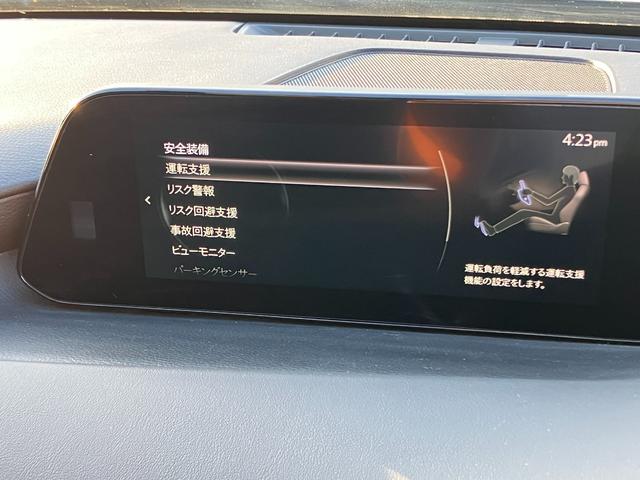 安全装備
4:23pm
運転支援
リスク警報
リスク回避支援
事故回避支援
ビューモニター
パーキングセンサー
運転負荷を軽減する運転支援
機能の設定をします。